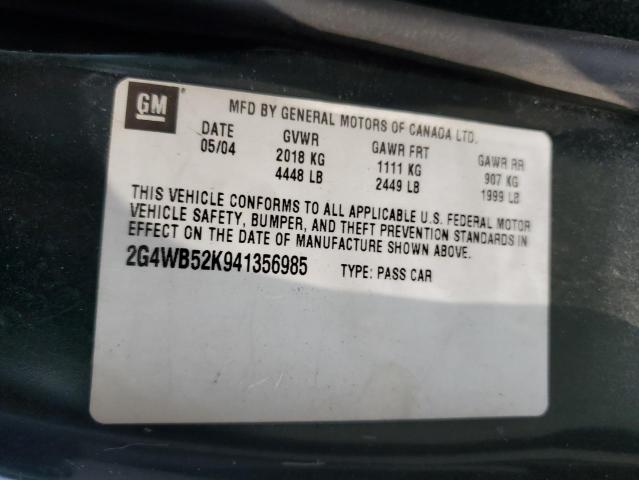 GM
MFD BY GENERAL MOTORS OF CANADA LTD.
DATE GVWR GAWR FRT GAWR RR
05/04 2018 KG 1111 KG 907 KG
4448 LB 2449 LB 1999 LB
THIS VEHICLE CONFORMS TO ALL APPLICABLE U.S. FEDERAL MOTOR
VEHICLE SAFETY, BUMPER, AND THEFT PREVENTION STANDARDS IN
EFFECT ON THE DATE OF MANUFACTURE SHOWN ABOVE.
2G4WB52K941356985 TYPE: PASS CAR